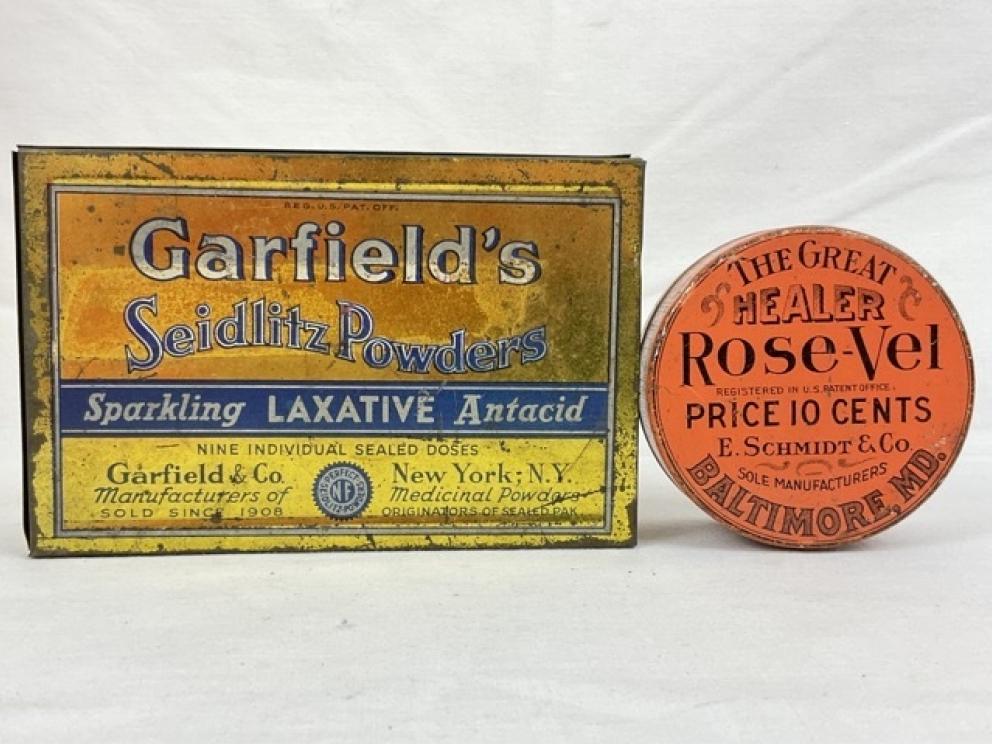 REG. U.S. PAT. OFF.
Garfield's
Seidlitz Powders
Sparkling LAXATIVE Antacid
NINE INDIVIDUAL SEALED DOSES
Garfield & Co. New York, N.Y.
Manufacturers of Medicinal Powders
SOLD SINCE 1908 ORIGINATORS OF SEALED PAK
THE GREAT
HEALER
ROSE-VEL
REGISTERED IN U.S. PATENT OFFICE.
PRICE 10 CENTS
E. SCHMIDT & CO.
SOLE MANUFACTURERS
BALTIMORE, MD.